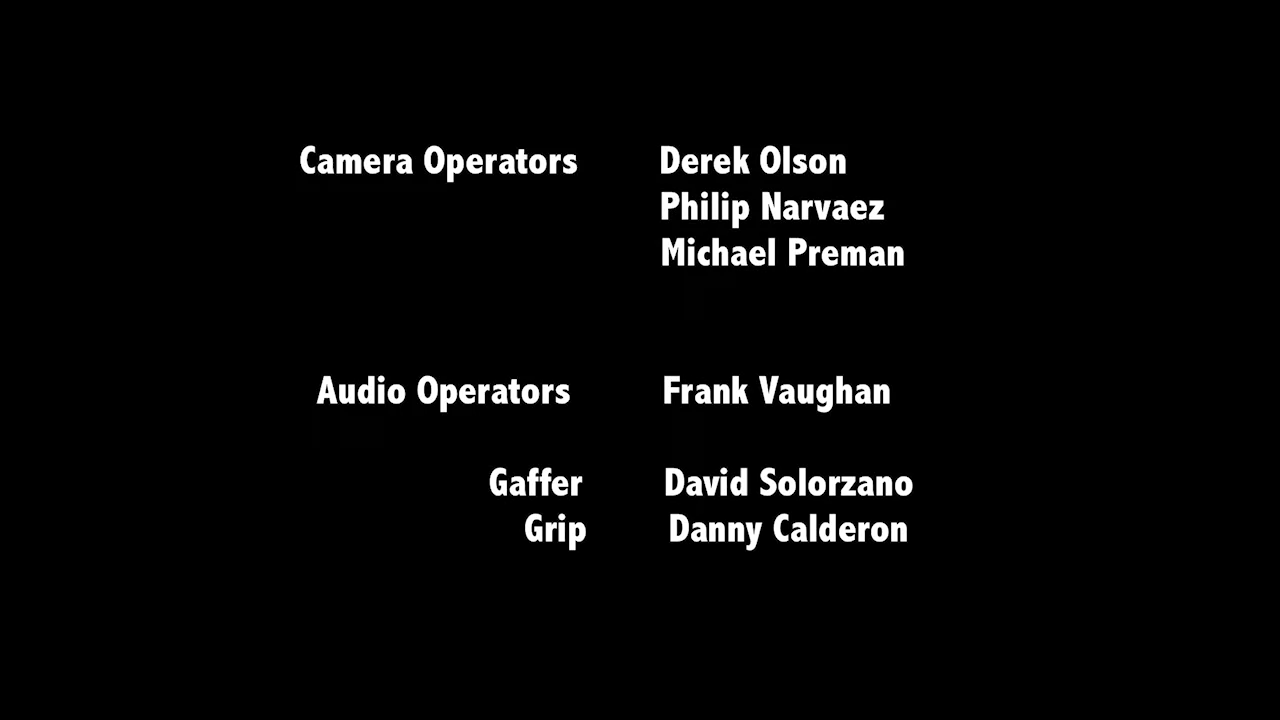 Camera Operators Derek Olson
Philip Narvaez
Michael Preman
Audio Operators Frank Vaughan
Gaffer David Solorzano
Grip Danny Calderon